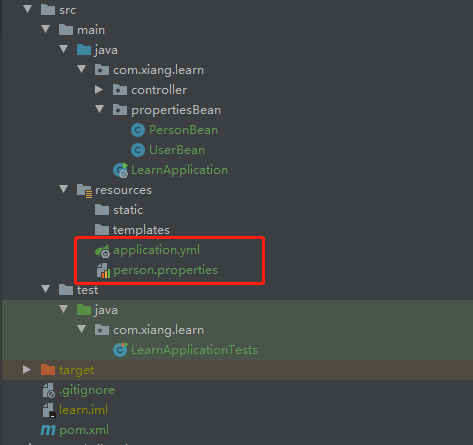 src
main
java
com.xiang.learn
controller
propertiesBean
PersonBean
UserBean
LearnApplication
resources
static
templates
application.yml
person.properties
test
java
com.xiang.learn
LearnApplicationTests
target
.gitignore
learn.iml
pom.xml